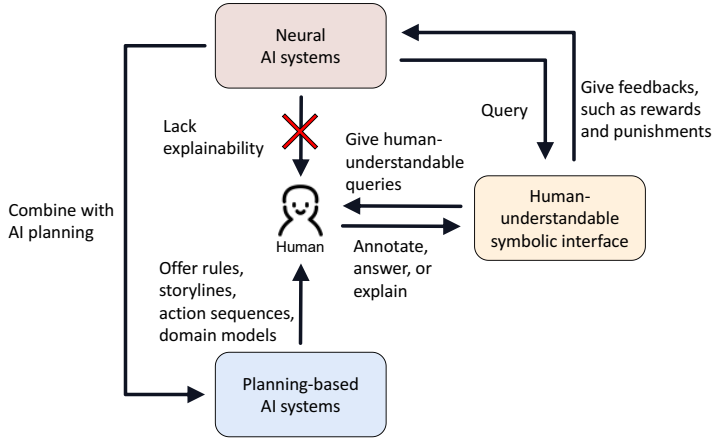 Neural
AI systems
Give feedbacks,
such as rewards
and punishments
Query
Lack
explainability
Give human-
understandable
queries
Human-
understandable
symbolic interface
Combine with
AI planning
Human
Annotate,
answer, or
explain
Offer rules,
storylines,
action sequences,
domain models
Planning-based
AI systems